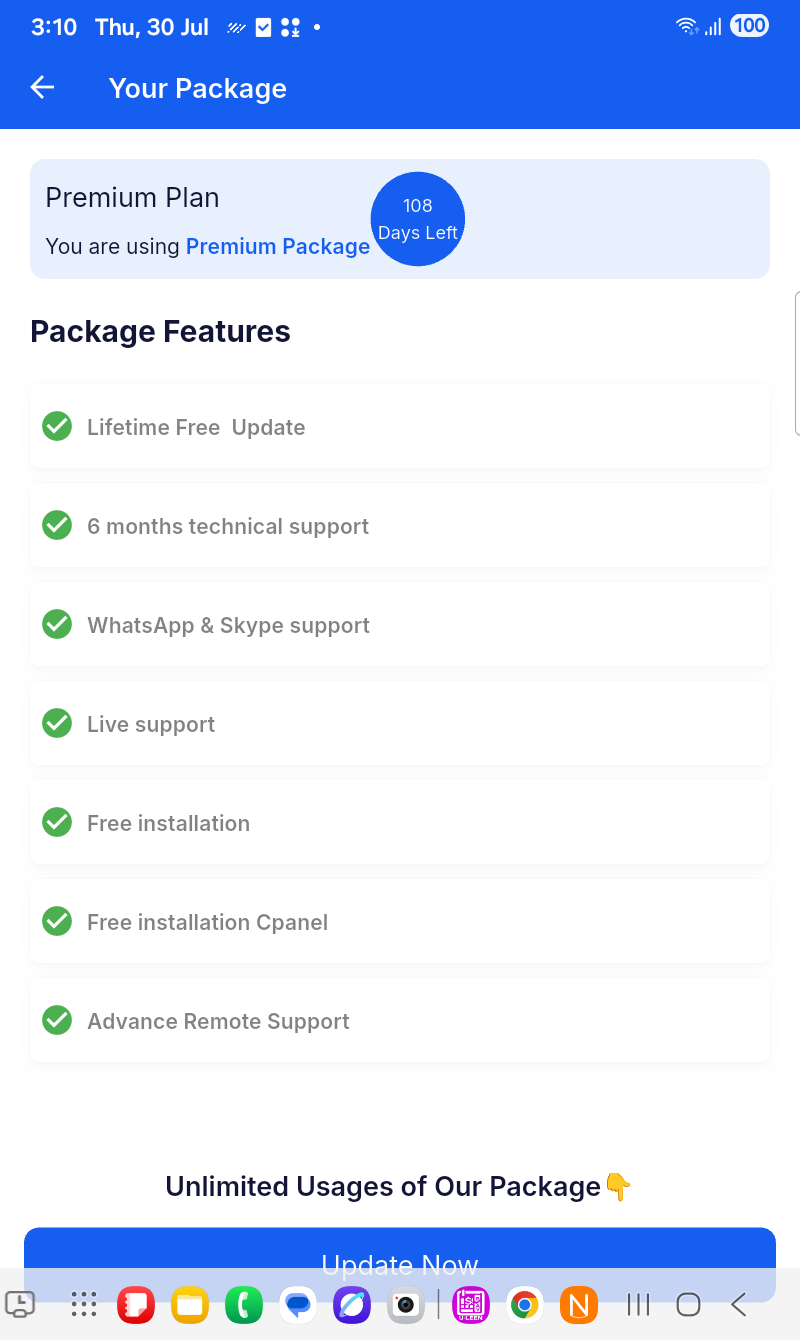 3:10 Thu, 30 Jul
100
Your Package
Premium Plan
You are using Premium Package
108
Days Left
Package Features
Lifetime Free  Update
6 months technical support
WhatsApp & Skype support
Live support
Free installation
Free installation Cpanel
Advance Remote Support
Unlimited Usages of Our Package👇
Update Now
U-LEEN